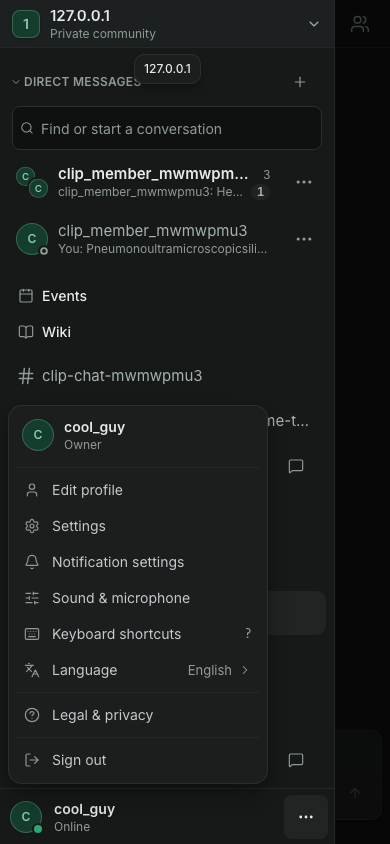 1
127.0.0.1
Private community
127.0.0.1
DIRECT MESSAGES
Find or start a conversation
C
C
clip_member_mwmwpm...
3
clip_member_mwmwpmu3: He...
1
C
clip_member_mwmwpmu3
You: Pneumonoultramicroscopicsili...
Events
Wiki
clip-chat-mwmwpmu3
me-t...
C
cool_guy
Owner
Edit profile
Settings
Notification settings
Sound & microphone
Keyboard shortcuts ?
Language English
Legal & privacy
Sign out
C
cool_guy
Online